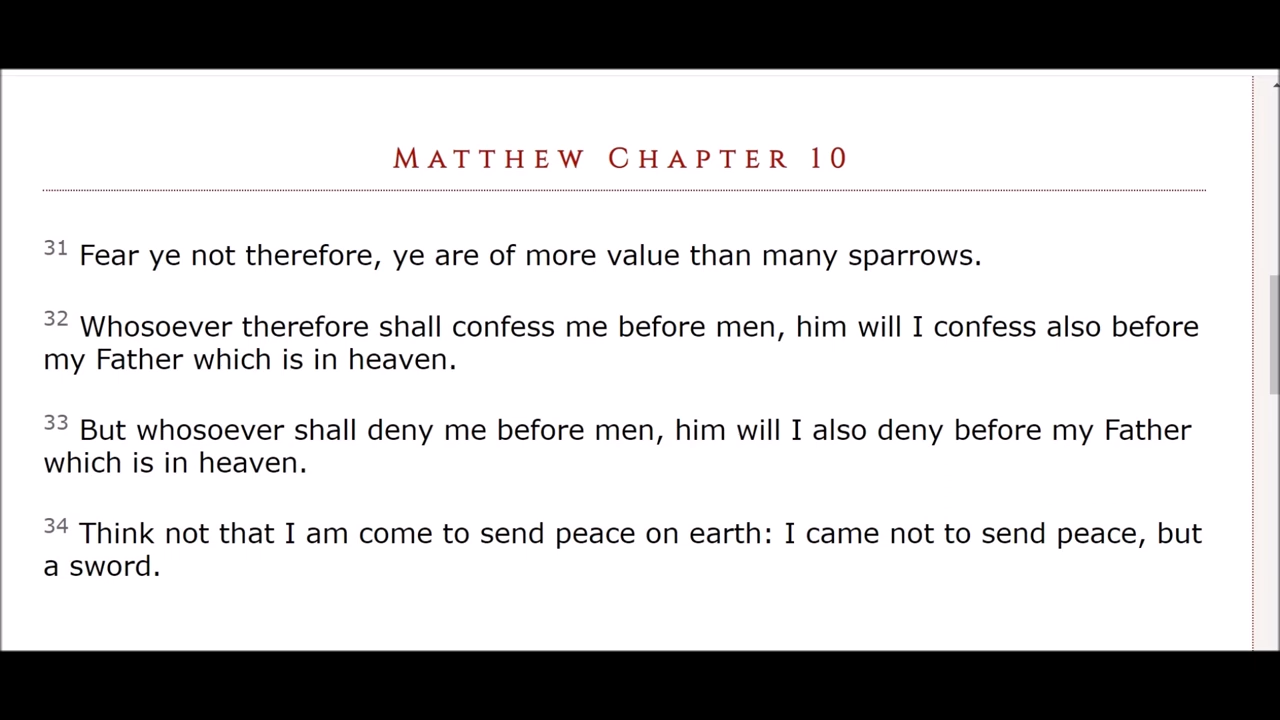 Matthew Chapter 10
31 Fear ye not therefore, ye are of more value than many sparrows.
32 Whosoever therefore shall confess me before men, him will I confess also before
my Father which is in heaven.
33 But whosoever shall deny me before men, him will I also deny before my Father
which is in heaven.
34 Think not that I am come to send peace on earth: I came not to send peace, but
a sword.